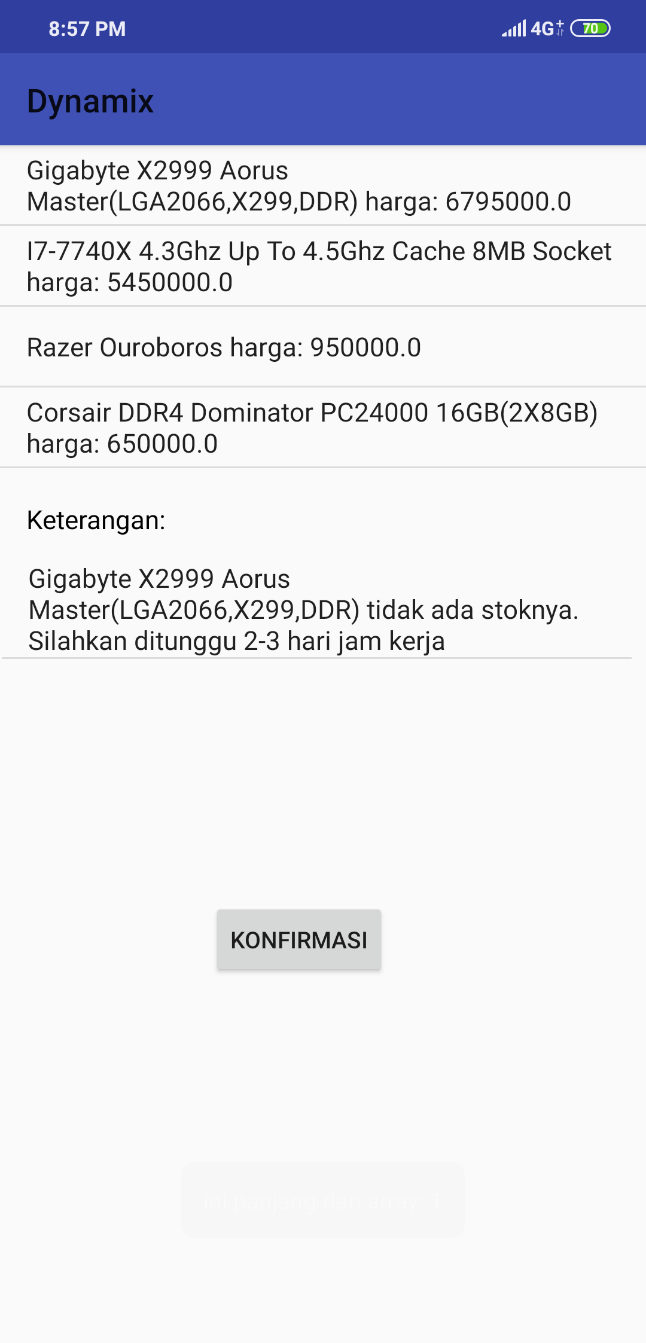 8:57 PM 4G+ 70
Dynamix
Gigabyte X2999 Aorus
Master(LGA2066,X299,DDR) harga: 6795000.0
I7-7740X 4.3Ghz Up To 4.5Ghz Cache 8MB Socket
harga: 5450000.0
Razer Ouroboros harga: 950000.0
Corsair DDR4 Dominator PC24000 16GB(2X8GB)
harga: 650000.0
Keterangan:
Gigabyte X2999 Aorus
Master(LGA2066,X299,DDR) tidak ada stoknya.
Silahkan ditunggu 2-3 hari jam kerja
KONFIRMASI